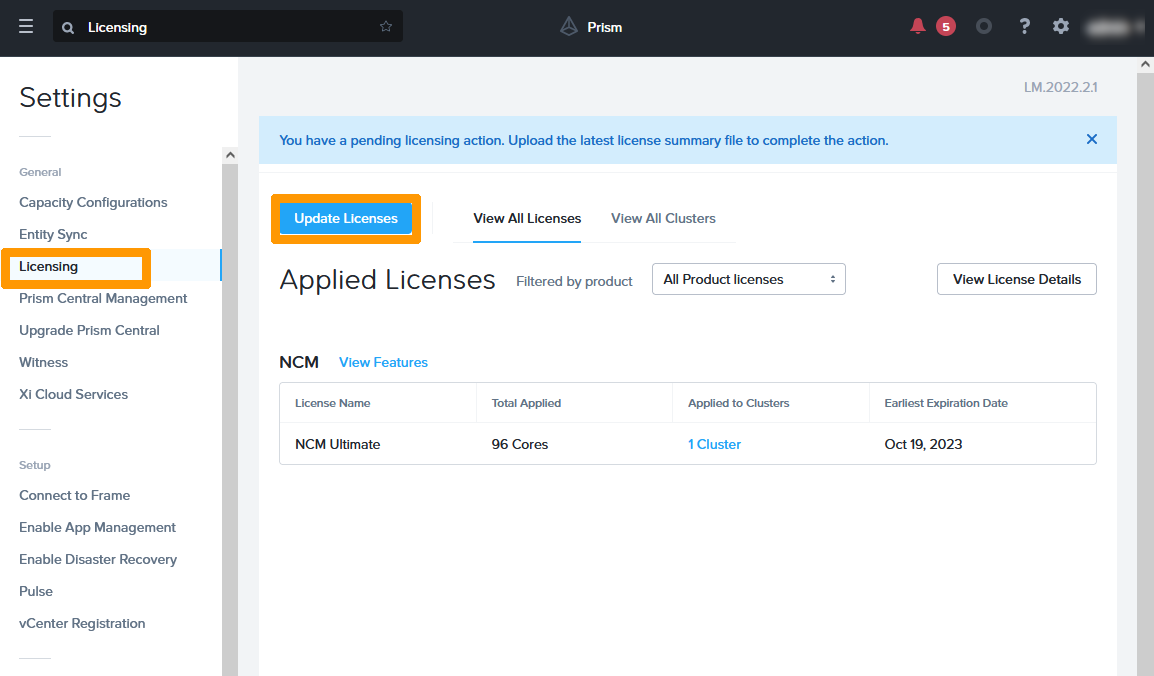 Licensing
Prism
5
?
Settings
LM.2022.2.1
You have a pending licensing action. Upload the latest license summary file to complete the action.
General
Capacity Configurations
Entity Sync
Licensing
Prism Central Management
Upgrade Prism Central
Witness
Xi Cloud Services
Setup
Connect to Frame
Enable App Management
Enable Disaster Recovery
Pulse
vCenter Registration
Update Licenses
View All Licenses
View All Clusters
Applied Licenses
Filtered by product
All Product licenses
View License Details
NCM
View Features
License Name
Total Applied
Applied to Clusters
Earliest Expiration Date
NCM Ultimate
96 Cores
1 Cluster
Oct 19, 2023